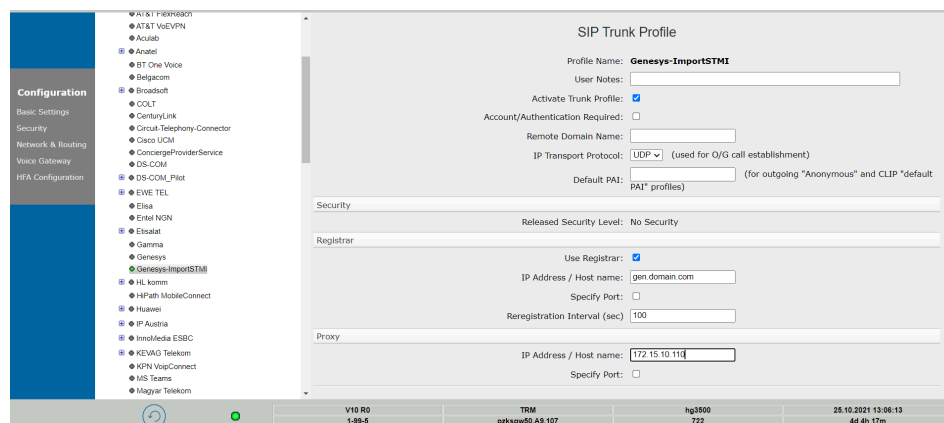 AT&T FlexReach
AT&T VoEVPN
Aculab
Anatel
BT One Voice
Belgacom
Broadsoft
COLT
CenturyLink
Circuit-Telephony-Connector
Cisco UCM
ConciergeProviderService
DS-COM
DS-COM_Pilot
EWE TEL
Elisa
Entel NGN
Etisalat
Gamma
Genesys
Genesys-ImportSTMI
HL komm
HiPath MobileConnect
Huawei
IP Austria
InnoMedia ESBC
KEVAG Telekom
KPN VoipConnect
MS Teams
Magyar Telekom
Configuration
Basic Settings
Security
Network & Routing
Voice Gateway
HFA Configuration
SIP Trunk Profile
Profile Name: Genesys-ImportSTMI
User Notes:
Activate Trunk Profile:
Account/Authentication Required:
Remote Domain Name:
IP Transport Protocol: UDP (used for O/G call establishment)
Default PAI: (for outgoing "Anonymous" and CLIP "default
PAI" profiles)
Security
Released Security Level: No Security
Registrar
Use Registrar:
IP Address / Host name: gen.domain.com
Specify Port:
Reregistration Interval (sec) 100
Proxy
IP Address / Host name: 172.15.10.110
Specify Port:
V10 R0 TRM hg3500 25.10.2021 13:06:13
1-99-5 pzksgw50.A9.107 722 4d 4h 17m